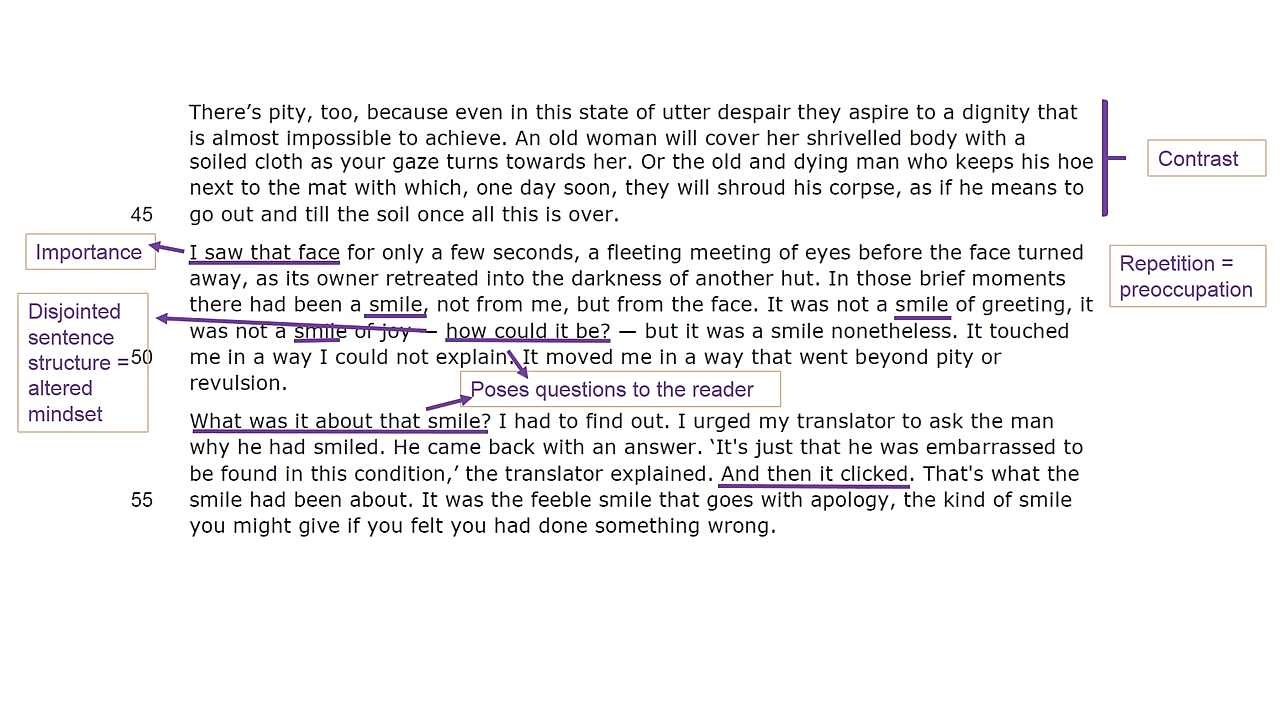 There's pity, too, because even in this state of utter despair they aspire to a dignity that
is almost impossible to achieve. An old woman will cover her shrivelled body with a
soiled cloth as your gaze turns towards her. Or the old and dying man who keeps his hoe
next to the mat with which, one day soon, they will shroud his corpse, as if he means to
45 go out and till the soil once all this is over.
Contrast
Importance
I saw that face for only a few seconds, a fleeting meeting of eyes before the face turned
away, as its owner retreated into the darkness of another hut. In those brief moments
there had been a smile, not from me, but from the face. It was not a smile of greeting, it
was not a smile of joy — how could it be? — but it was a smile nonetheless. It touched
50 me in a way I could not explain. It moved me in a way that went beyond pity or
revulsion.
Repetition =
preoccupation
Disjointed
sentence
structure =
altered
mindset
Poses questions to the reader
What was it about that smile? I had to find out. I urged my translator to ask the man
why he had smiled. He came back with an answer. ‘It's just that he was embarrassed to
be found in this condition,’ the translator explained. And then it clicked. That's what the
55 smile had been about. It was the feeble smile that goes with apology, the kind of smile
you might give if you felt you had done something wrong.